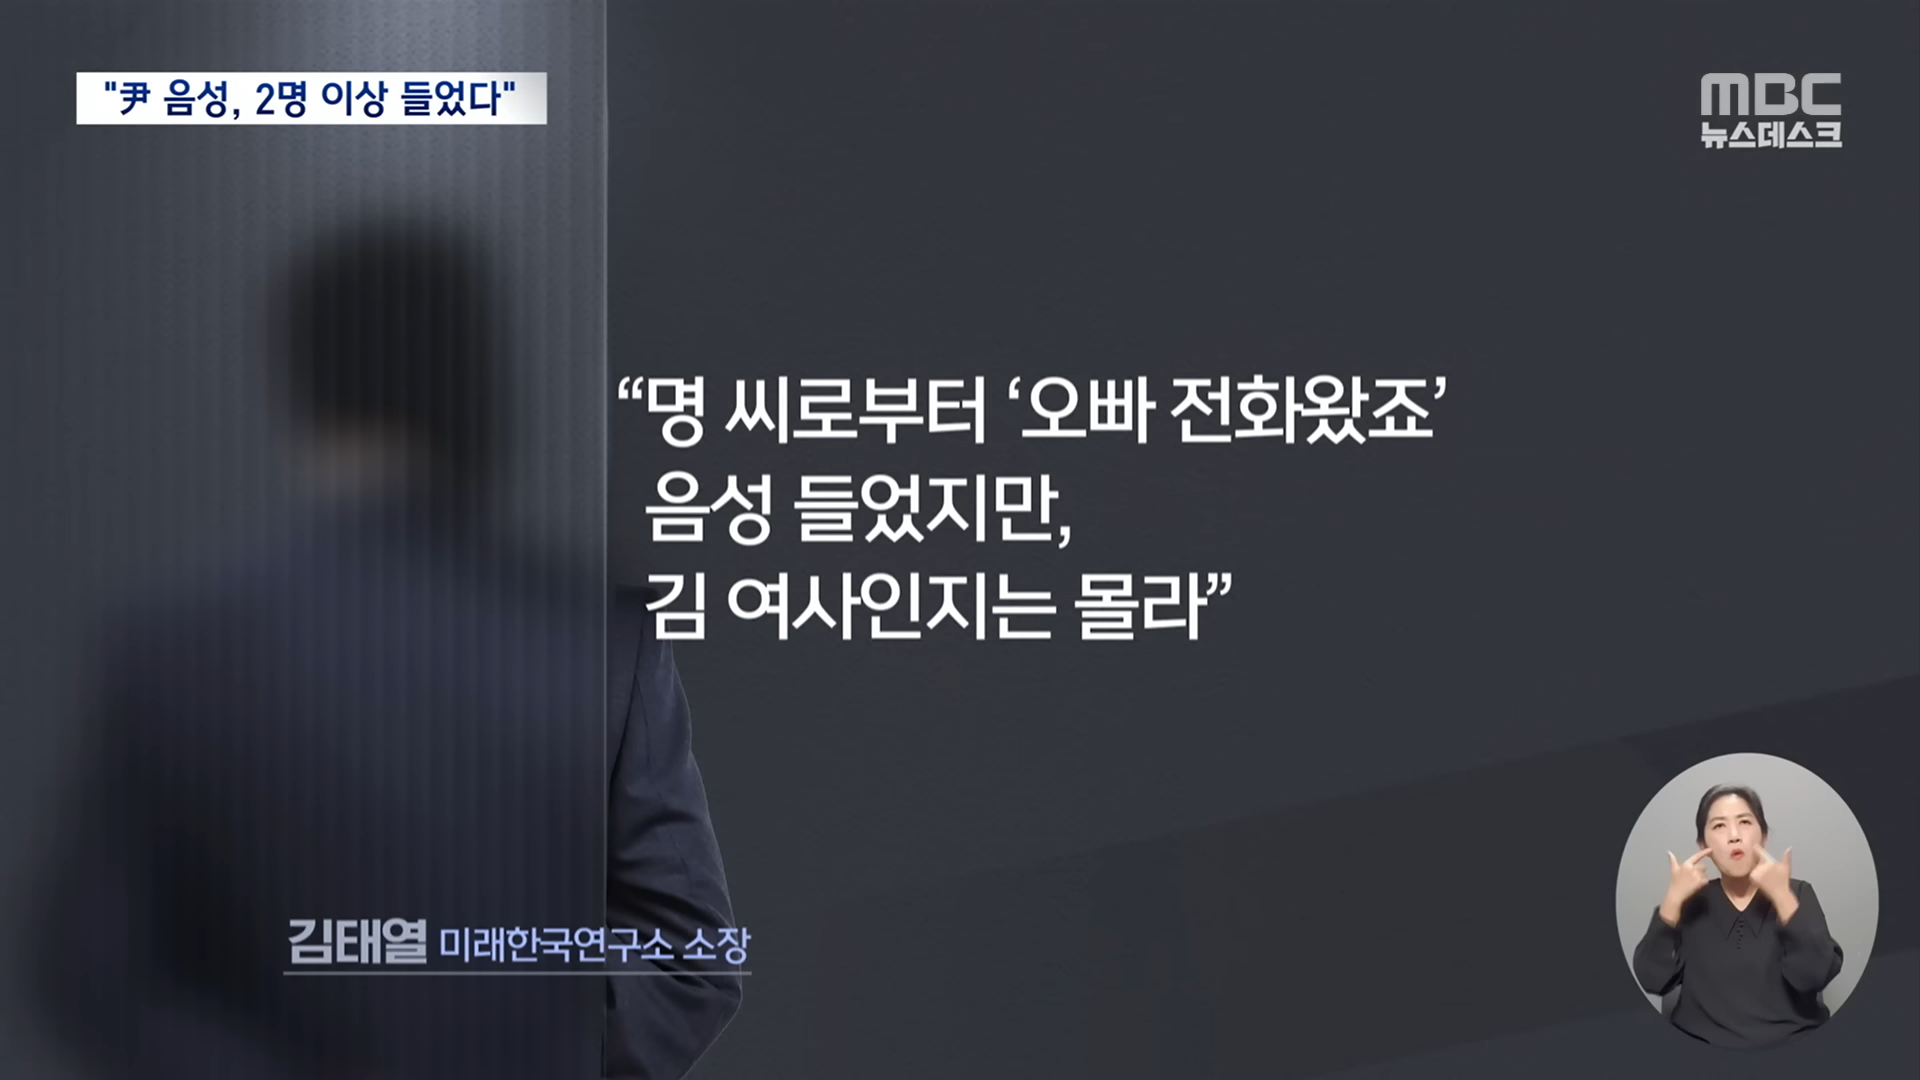 "尹 음성, 2명 이상 들었다"
MBC
뉴스데스크
“명 씨로부터 ‘오빠 전화왔죠’
음성 들었지만,
김 여사인지는 몰라”
김태열 미래한국연구소 소장